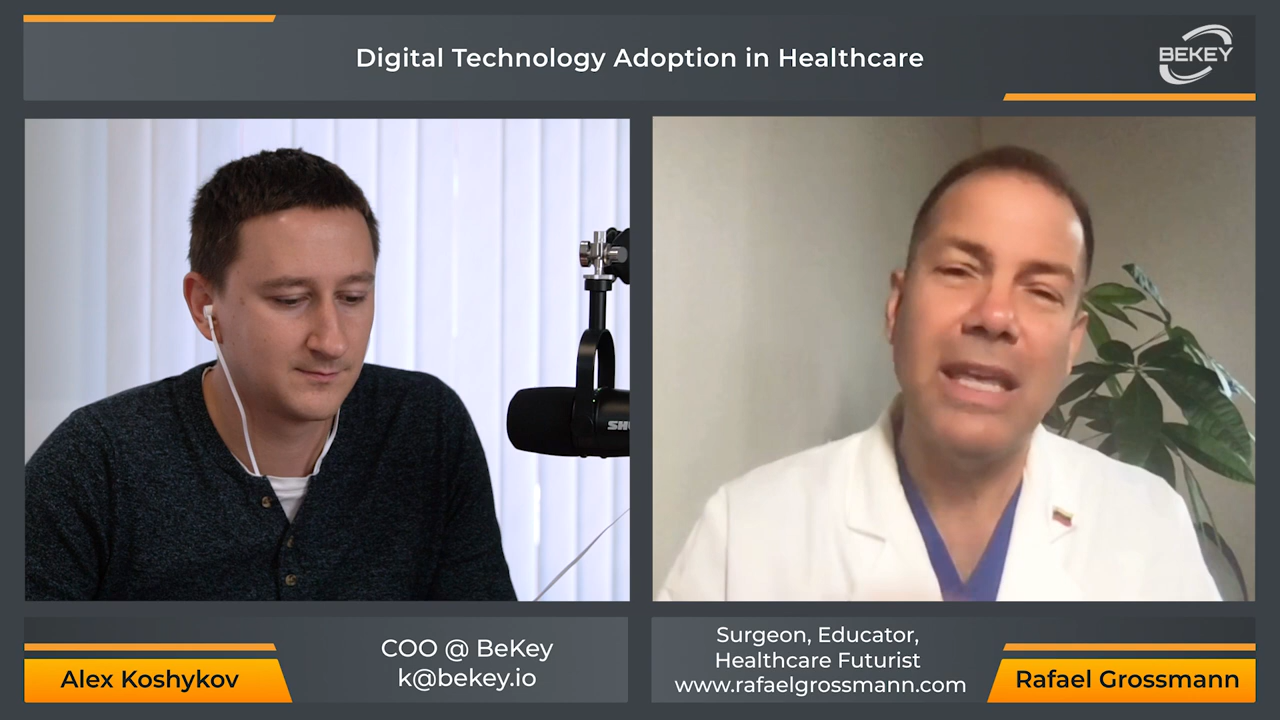 Digital Technology Adoption in Healthcare
BEKEY
SH
Alex Koshykov
COO @ BeKey
k@bekey.io
Surgeon, Educator,
Healthcare Futurist
www.rafaelgrossmann.com
Rafael Grossmann